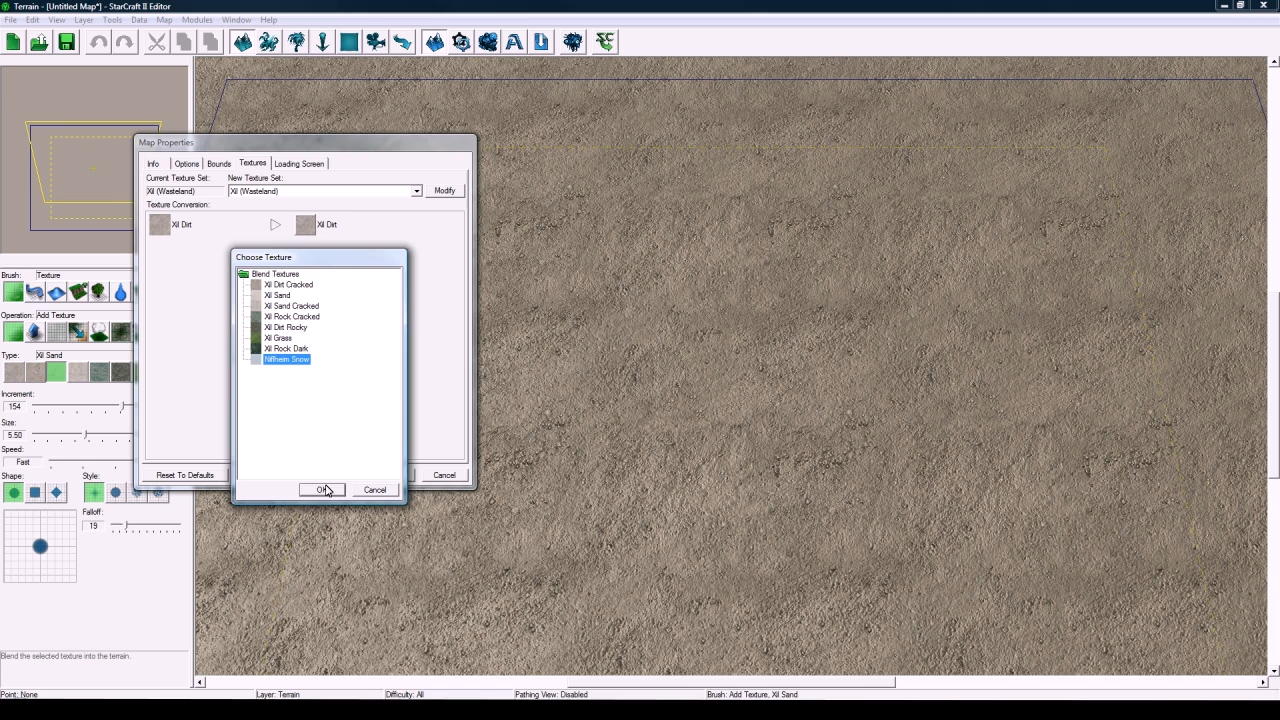 Terrain - [Untitled Map*] - StarCraft II Editor
File Edit View Layer Tools Data Map Modules Window Help
Map Properties
Info Options Bounds Textures Loading Screen
Current Texture Set: New Texture Set:
Xil (Wasteland) Xil (Wasteland) Modify
Texture Conversion:
Xil Dirt Xil Dirt
Choose Texture
Blend Textures
Xil Dirt Cracked
Xil Sand
Xil Sand Cracked
Xil Rock Cracked
Xil Dirt Rocky
Xil Grass
Xil Rock Dark
Niflheim Snow
OK Cancel
Reset To Defaults Cancel
Brush: Texture
Operation: Add Texture
Type: Xil Sand
Increment:
154
Size:
5.50
Speed:
Fast
Shape: Style:
Falloff:
19
Blend the selected texture into the terrain.
Point: None Layer: Terrain Difficulty: All Pathing View: Disabled Brush: Add Texture, Xil Sand